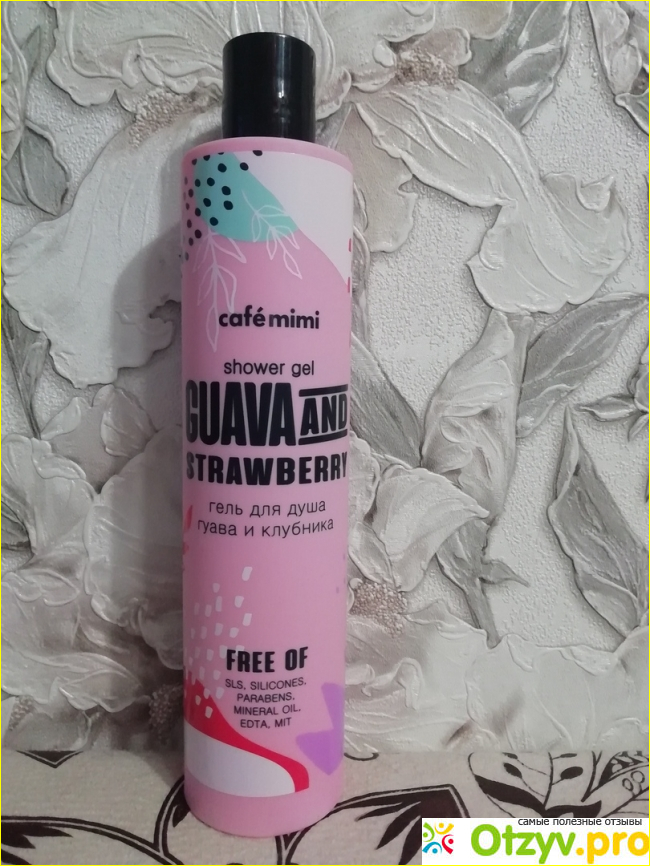 café mimi
shower gel
GUAVA AND
STRAWBERRY
гель для душа
гуава и клубника
FREE OF
SLS, SILICONES,
PARABENS,
MINERAL OIL,
EDTA, MIT
самые полезные отзывы
Otzyv.pro